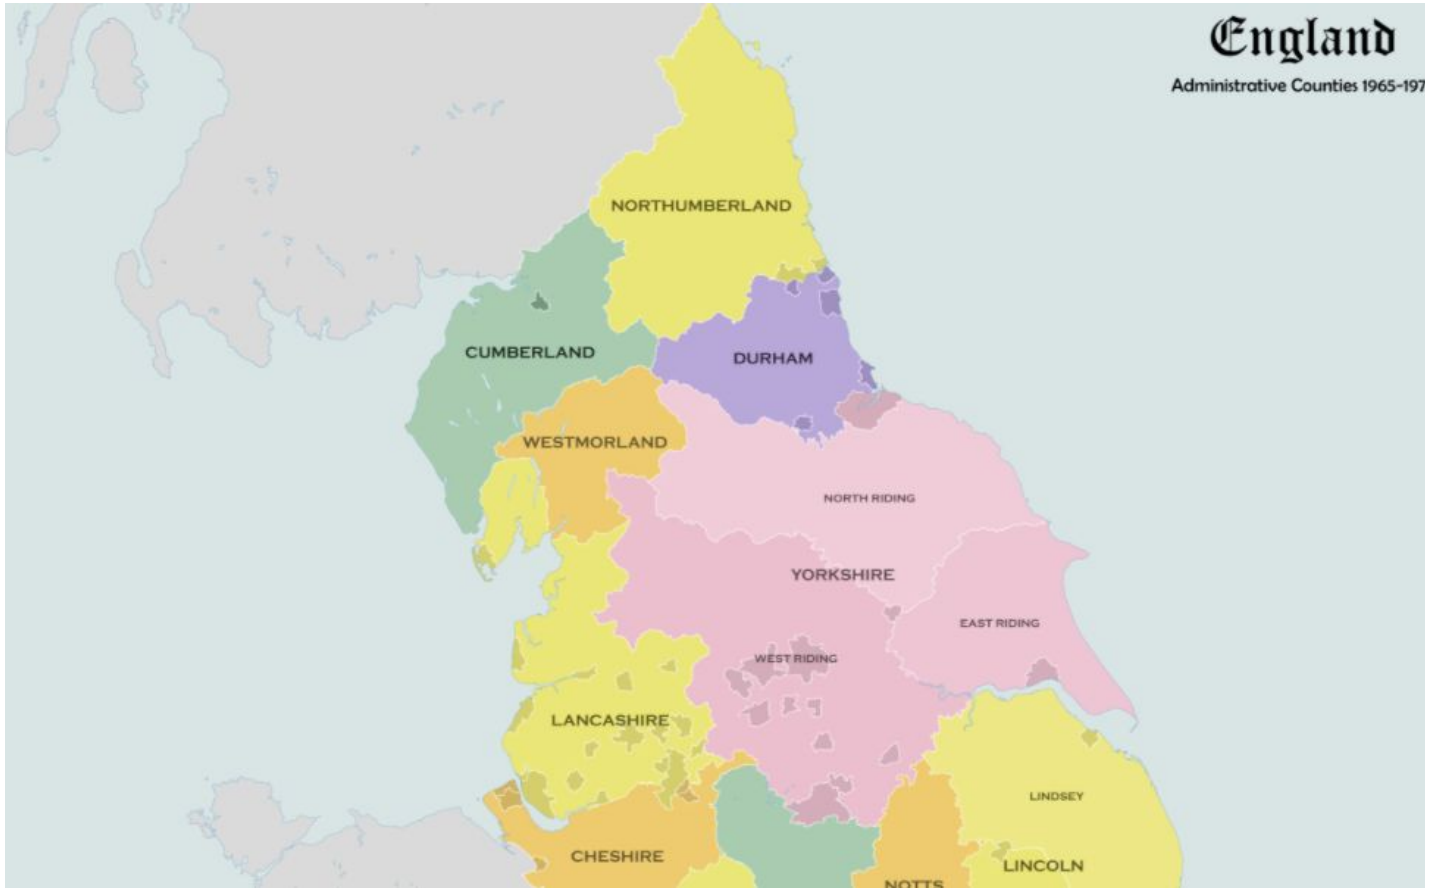 England
Administrative Counties 1965-197
NORTHUMBERLAND
CUMBERLAND
DURHAM
WESTMORLAND
NORTH RIDING
YORKSHIRE
EAST RIDING
WEST RIDING
LANCASHIRE
LINDSEY
CHESHIRE
LINCOLN
NOTTS